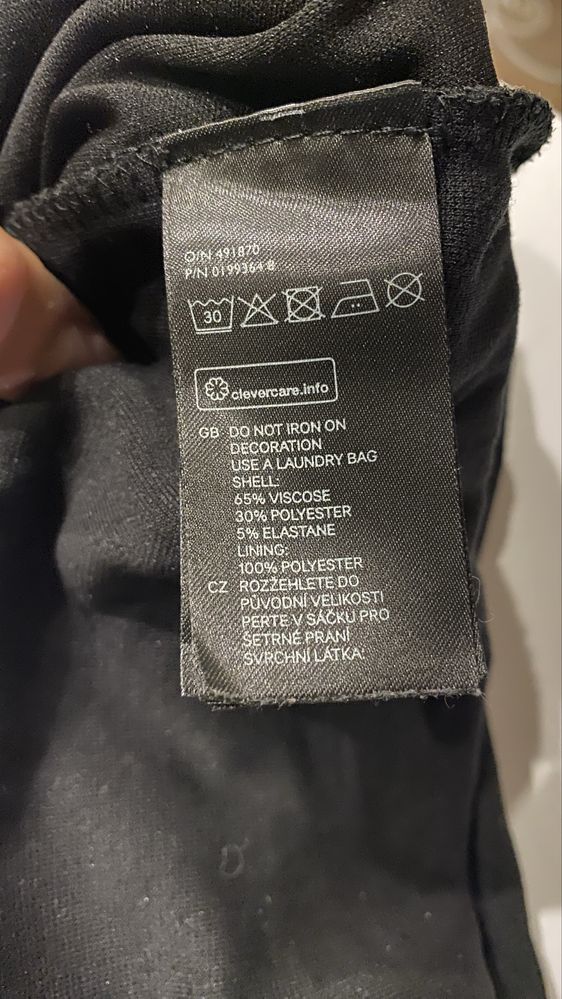 O/N 491870
P/N 0199364 8
30
clevercare.info
GB DO NOT IRON ON
DECORATION
USE A LAUNDRY BAG
SHELL:
65% VISCOSE
30% POLYESTER
5% ELASTANE
LINING:
100% POLYESTER
CZ ROZŽEHLETE DO
PŮVODNÍ VELIKOSTI
PERTE V SÁČKU PRO
ŠETRNÉ PRANÍ
SVRCHNÍ LÁTKA: